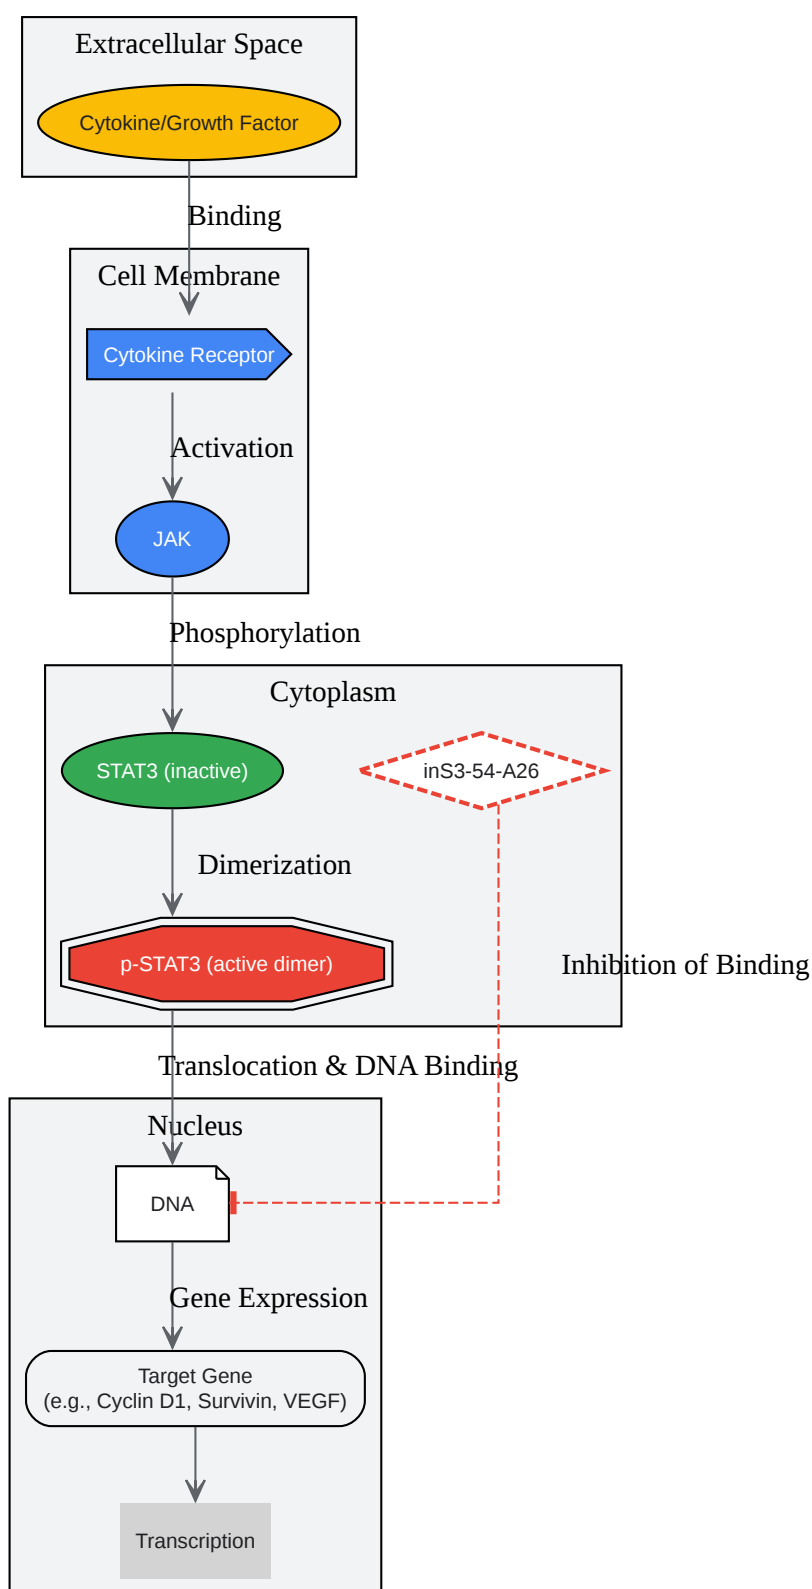 Extracellular Space
Cytokine/Growth Factor
Binding
Cell Membrane
Cytokine Receptor
Activation
JAK
Phosphorylation
Cytoplasm
STAT3 (inactive)
inS3-54-A26
Dimerization
p-STAT3 (active dimer)
Inhibition of Binding
Translocation & DNA Binding
Nucleus
DNA
Gene Expression
Target Gene
(e.g., Cyclin D1, Survivin, VEGF)
Transcription